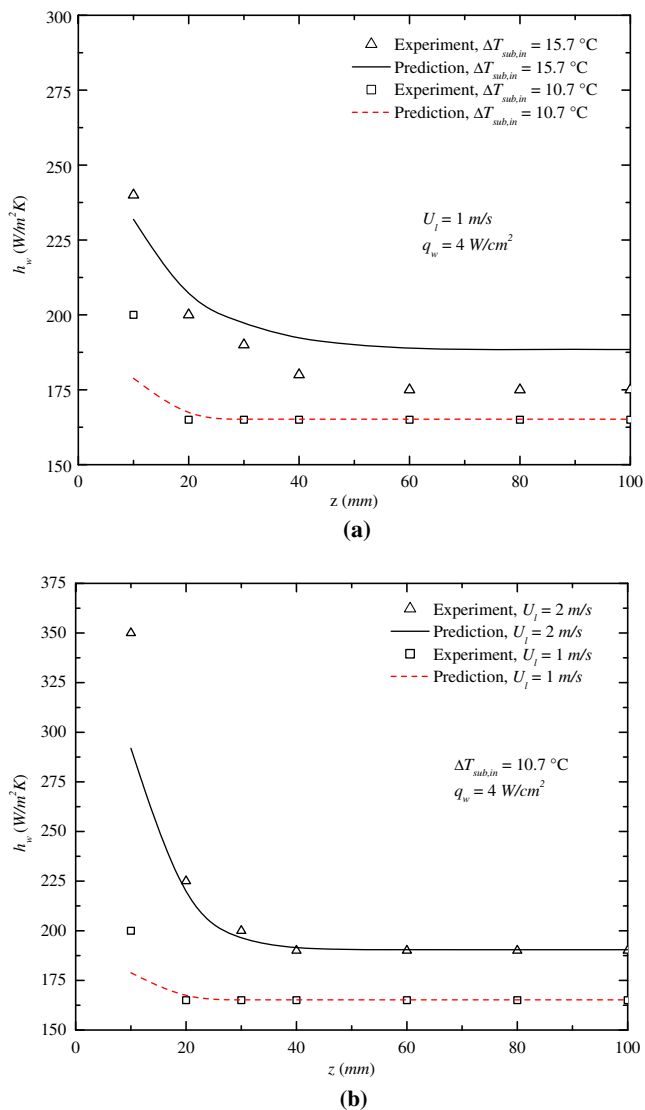 300
Experiment, ΔT_sub,in = 15.7 °C
Prediction, ΔT_sub,in = 15.7 °C
275
Experiment, ΔT_sub,in = 10.7 °C
Prediction, ΔT_sub,in = 10.7 °C
250
h_w (W/m²K)
225
U_l = 1 m/s
q_w = 4 W/cm²
200
175
150
0 20 40 60 80 100
z (mm)
(a)
375
Experiment, U_l = 2 m/s
350
Prediction, U_l = 2 m/s
Experiment, U_l = 1 m/s
325
Prediction, U_l = 1 m/s
300
275
ΔT_sub,in = 10.7 °C
q_w = 4 W/cm²
h_w (W/m²K)
250
225
200
175
150
0 20 40 60 80 100
z (mm)
(b)